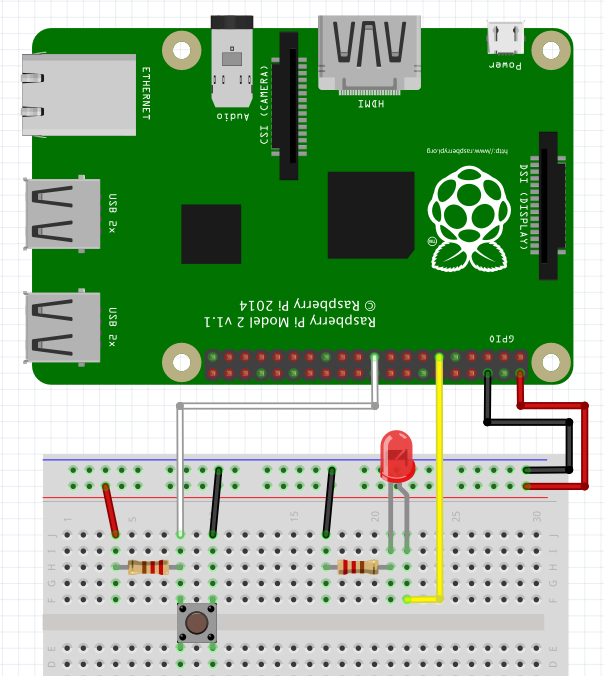 ETHERNET
Audio
CSI (CAMERA)
HDMI
Power
http://www.raspberrypi.org
DSI (DISPLAY)
TM
USB 2x
USB 2x
© Raspberry Pi 2014
Raspberry Pi Model 2 v1.1
GPIO
1 5 15 20 25 30
J J
I I
H H
G G
F F
E E
D D